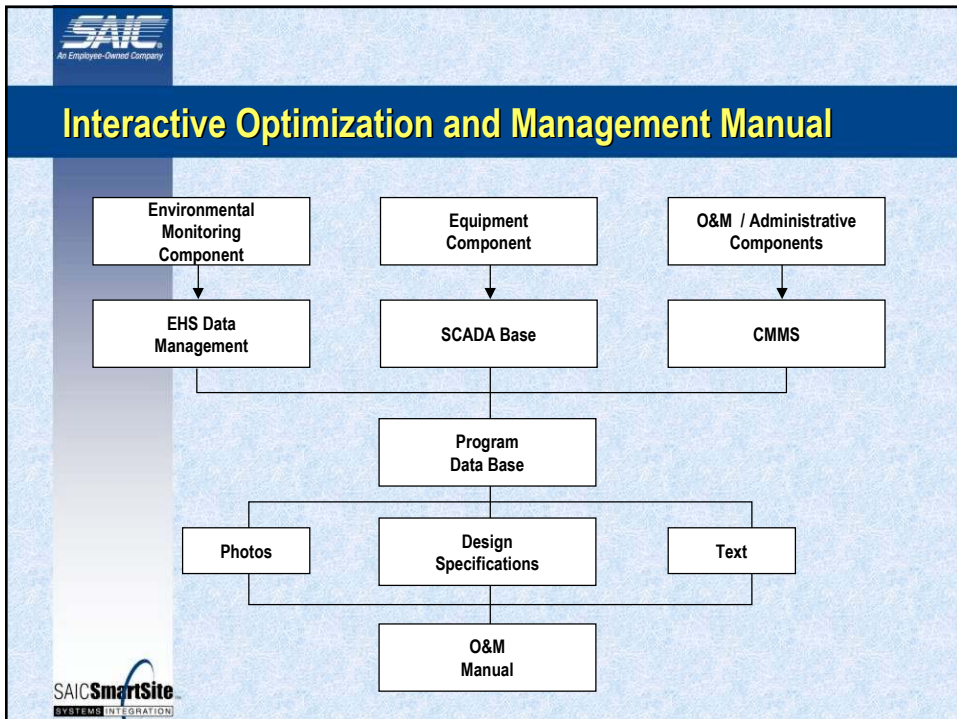 SAIC
An Employee-Owned Company
Interactive Optimization and Management Manual
Environmental
Monitoring
Component
Equipment
Component
O&M / Administrative
Components
EHS Data
Management
SCADA Base
CMMS
Program
Data Base
Photos
Design
Specifications
Text
O&M
Manual
SAICSmartSite
SYSTEMS INTEGRATION